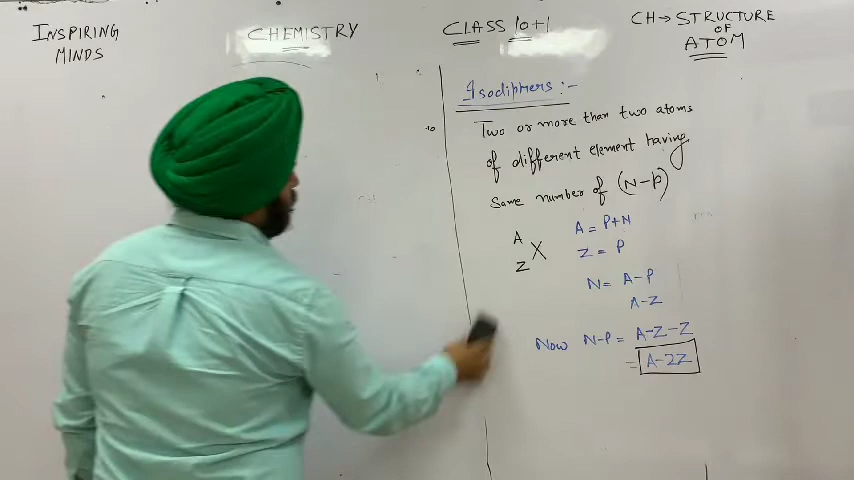 INSPIRING
MINDS
CHEMISTRY
CLASS 10+1
CH→ STRUCTURE
OF
ATOM
Isodiphers :-
Two or more than two atoms
of different element having
Same number of (N-P)
A
Z X
A = P+N
Z = P
N = A-P
A-Z
Now N-P = A-Z-Z
= A-2Z